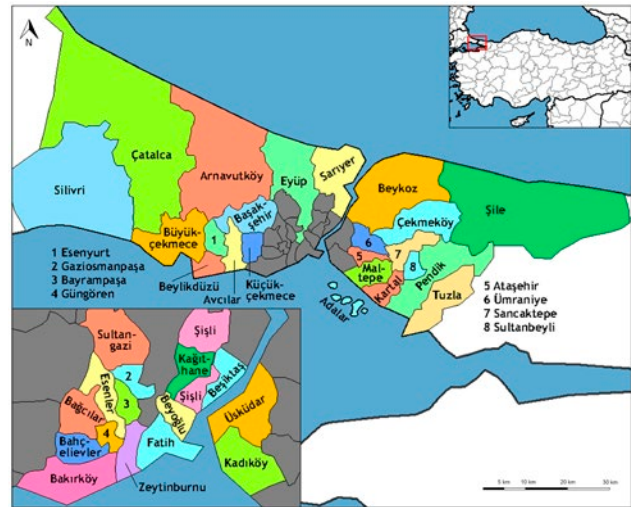 N
Çatalca
Silivri
Arnavutköy
Eyüp
Sarıyer
Büyük-
çekmece
Başak-
şehir
1
1 Esenyurt
2 Gaziosmanpaşa
3 Bayrampaşa
4 Güngören
Beylikdüzü
Avcılar
Küçük-
çekmece
Beykoz
Şile
Çekmeköy
6
5
7
8
Mal-
tepe
Kartal
Pendik
Tuzla
Adalar
5 Ataşehir
6 Ümraniye
7 Sancaktepe
8 Sultanbeyli
Sultan-
gazi
Şişli
Kağıt-
hane
Beşiktaş
2
Esenler
3
Şişli
Bağcılar
Beyoğlu
Üsküdar
4
Bahç-
elievler
Fatih
Kadıköy
Bakırköy
Zeytinburnu
5 km 10 km 20 km 30 km